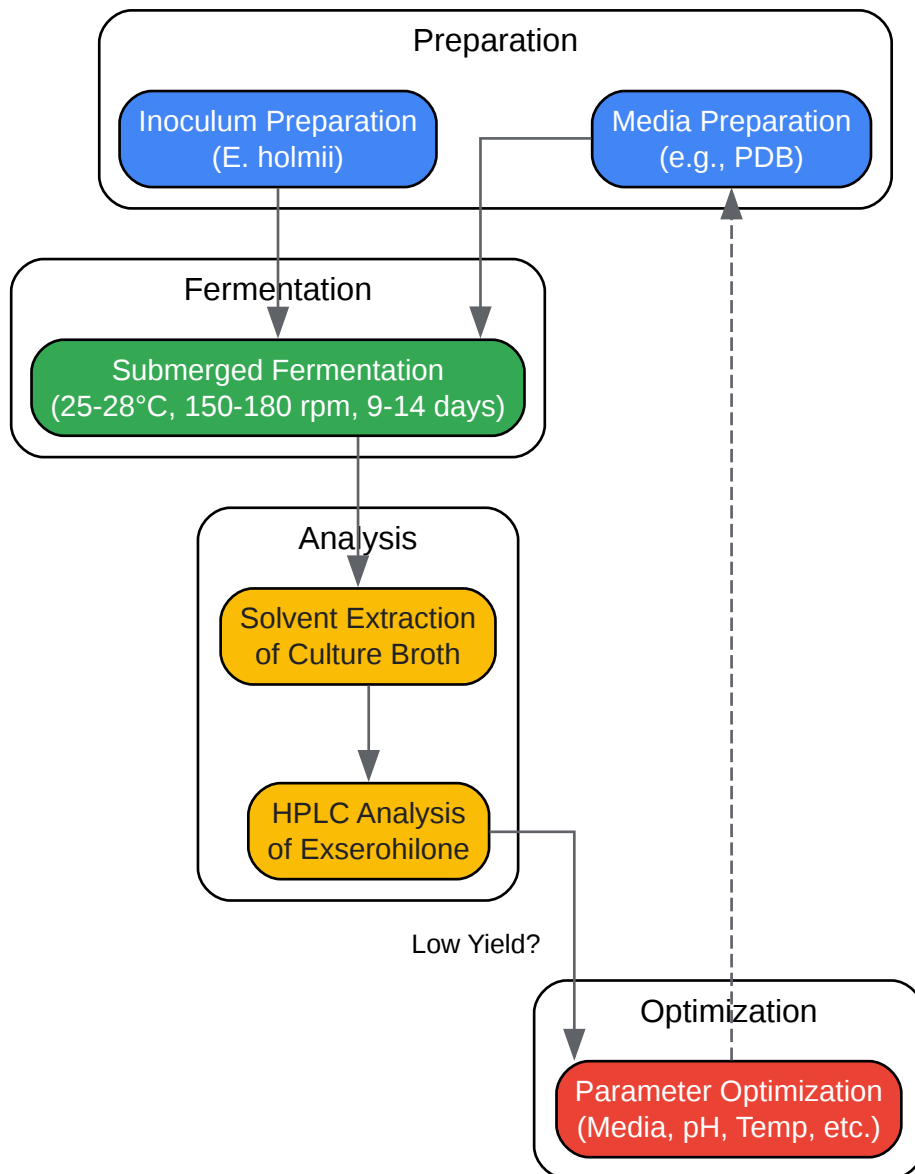 Preparation
Inoculum Preparation
(E. holmii)
Media Preparation
(e.g., PDB)
Fermentation
Submerged Fermentation
(25-28°C, 150-180 rpm, 9-14 days)
Analysis
Solvent Extraction
of Culture Broth
HPLC Analysis
of Exserohilone
Low Yield?
Optimization
Parameter Optimization
(Media, pH, Temp, etc.)